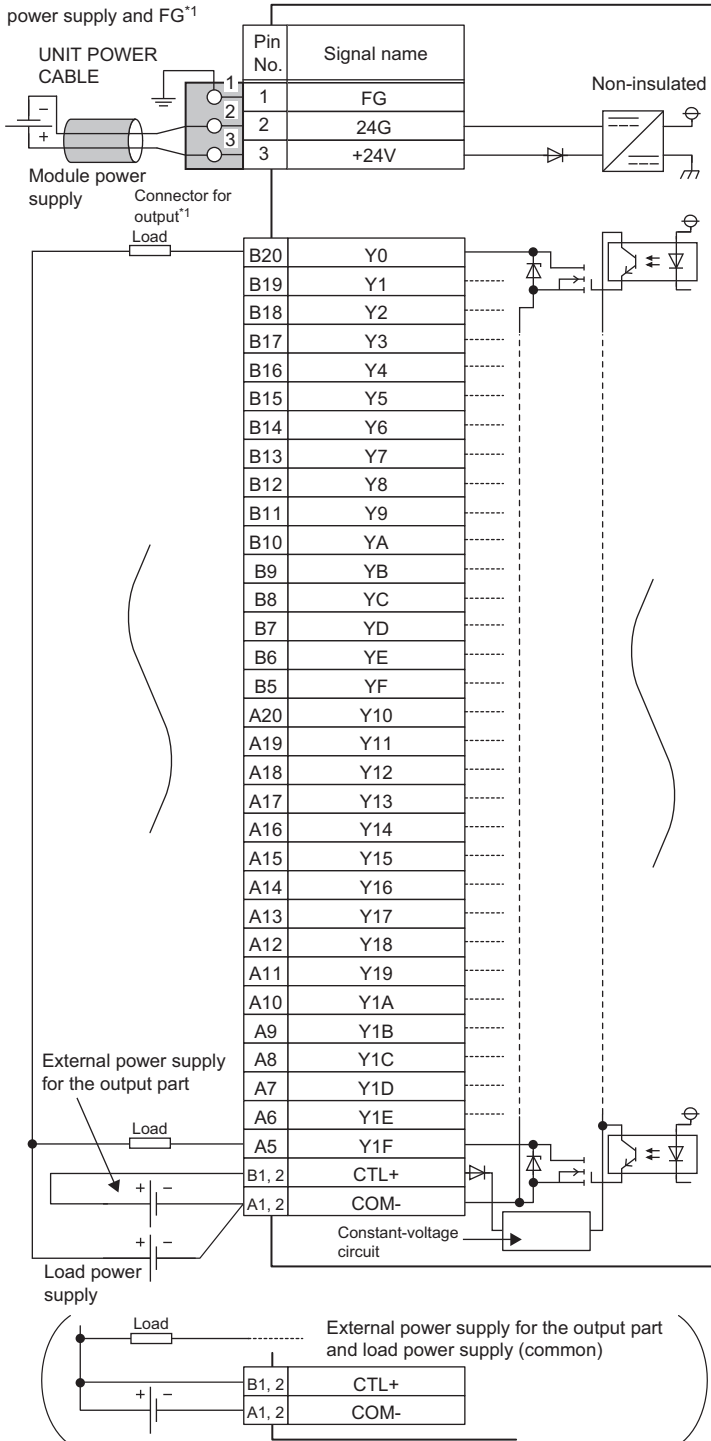 power supply and FG*1
UNIT POWER
CABLE
Pin
No.
Signal name
Non-insulated
1
1 FG
2
2 24G
3
3 +24V
− 
+
Module power
supply
Connector for
output*1
Load
B20 Y0
B19 Y1
B18 Y2
B17 Y3
B16 Y4
B15 Y5
B14 Y6
B13 Y7
B12 Y8
B11 Y9
B10 YA
B9 YB
B8 YC
B7 YD
B6 YE
B5 YF
A20 Y10
A19 Y11
A18 Y12
A17 Y13
A16 Y14
A15 Y15
A14 Y16
A13 Y17
A12 Y18
A11 Y19
A10 Y1A
A9 Y1B
A8 Y1C
A7 Y1D
A6 Y1E
External power supply
for the output part
Load
A5 Y1F
B1, 2 CTL+
+ −
A1, 2 COM-
Constant-voltage
circuit
+ −
Load power
supply
Load
External power supply for the output part
and load power supply (common)
B1, 2 CTL+
+ −
A1, 2 COM-